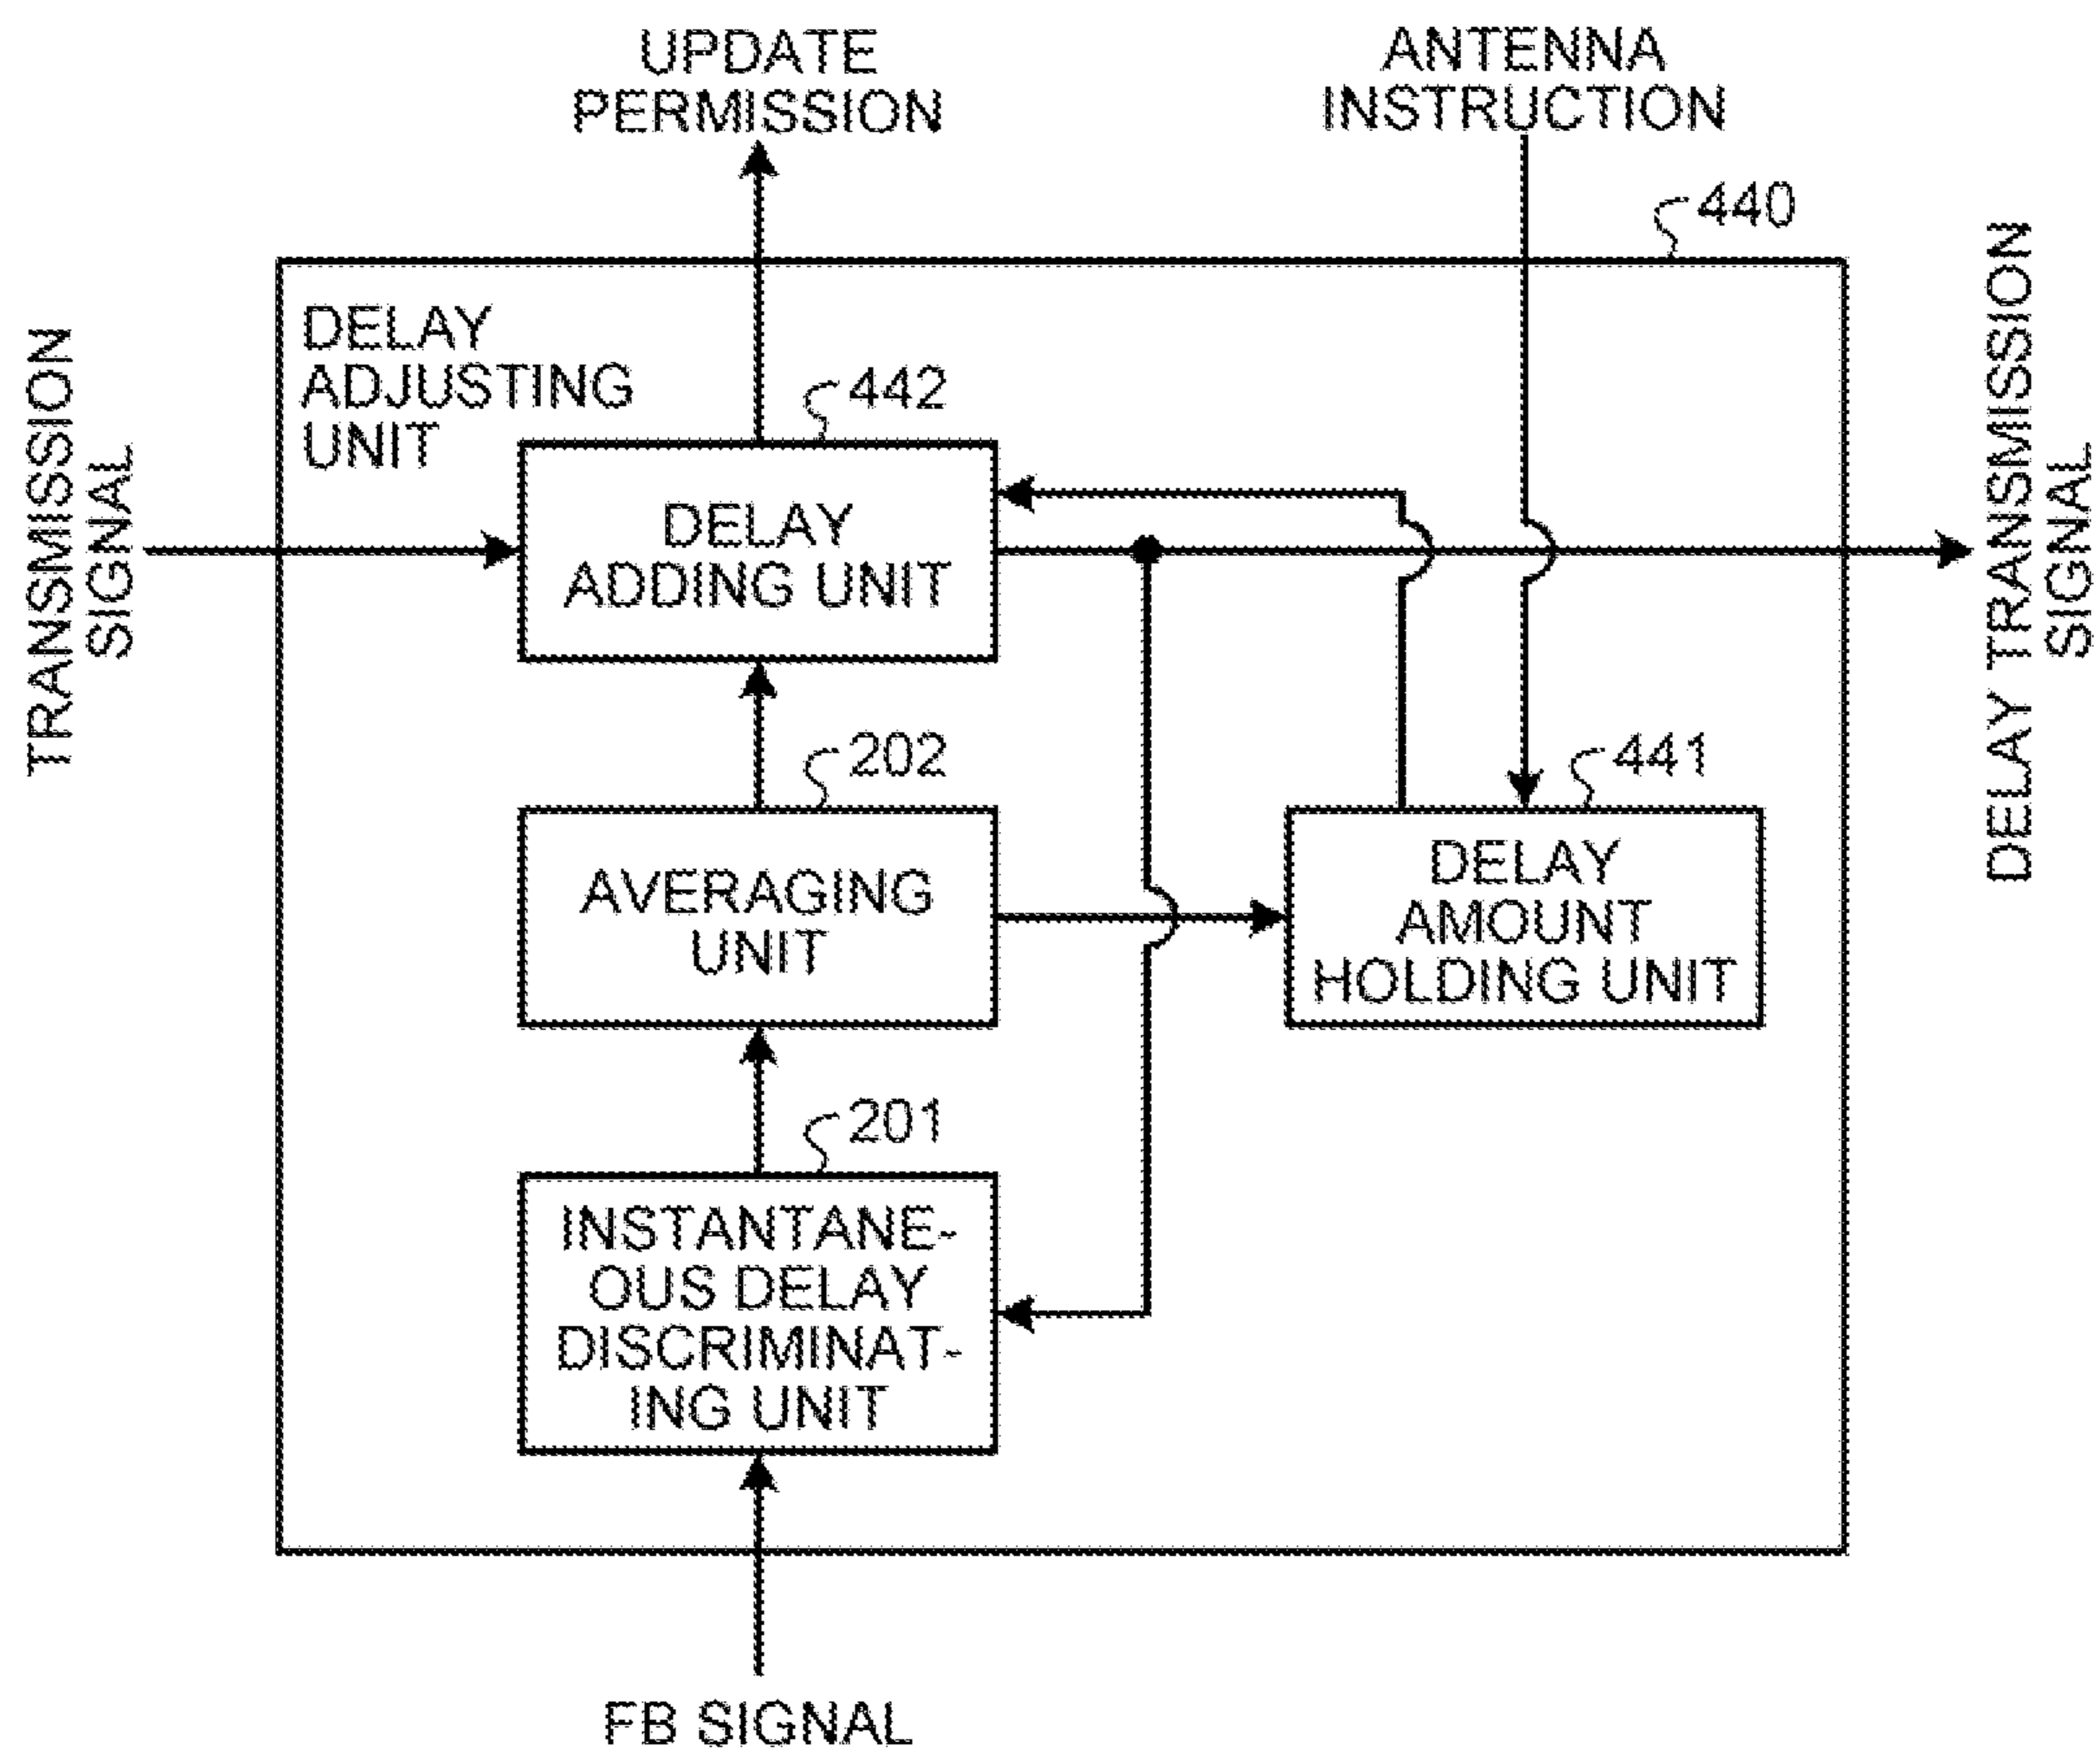 UPDATE
PERMISSION
ANTENNA
INSTRUCTION
440
DELAY
ADJUSTING
UNIT
TRANSMISSION
SIGNAL
442
DELAY
ADDING UNIT
DELAY TRANSMISSION
SIGNAL
202
AVERAGING
UNIT
441
DELAY
AMOUNT
HOLDING UNIT
201
INSTANTANE-
OUS DELAY
DISCRIMINAT-
ING UNIT
FB SIGNAL